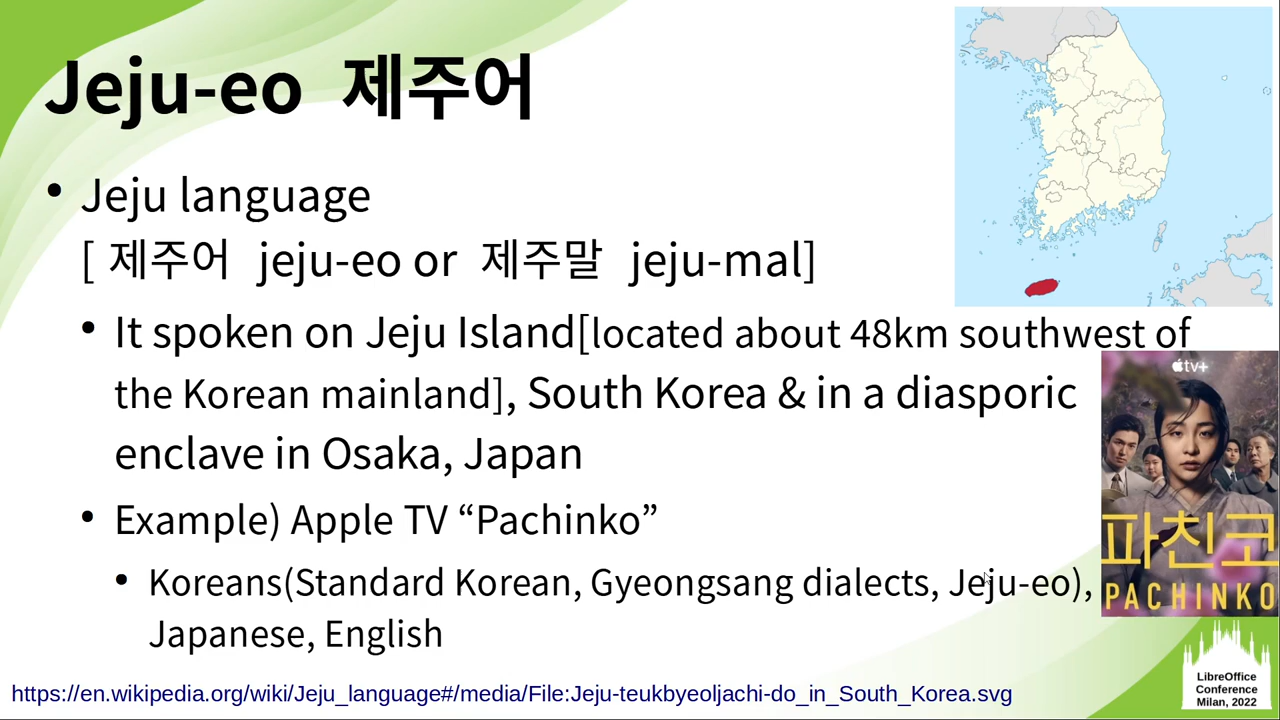 Jeju-eo 제주어
• Jeju language
[ 제주어 jeju-eo or 제주말 jeju-mal]
• It spoken on Jeju Island[located about 48km southwest of
the Korean mainland], South Korea & in a diasporic
enclave in Osaka, Japan
• Example) Apple TV “Pachinko”
• Koreans(Standard Korean, Gyeongsang dialects, Jeju-eo),
Japanese, English
tv+
파친코
PACHINKO
https://en.wikipedia.org/wiki/Jeju_language#/media/File:Jeju-teukbyeoljachi-do_in_South_Korea.svg
LibreOffice
Conference
Milan, 2022